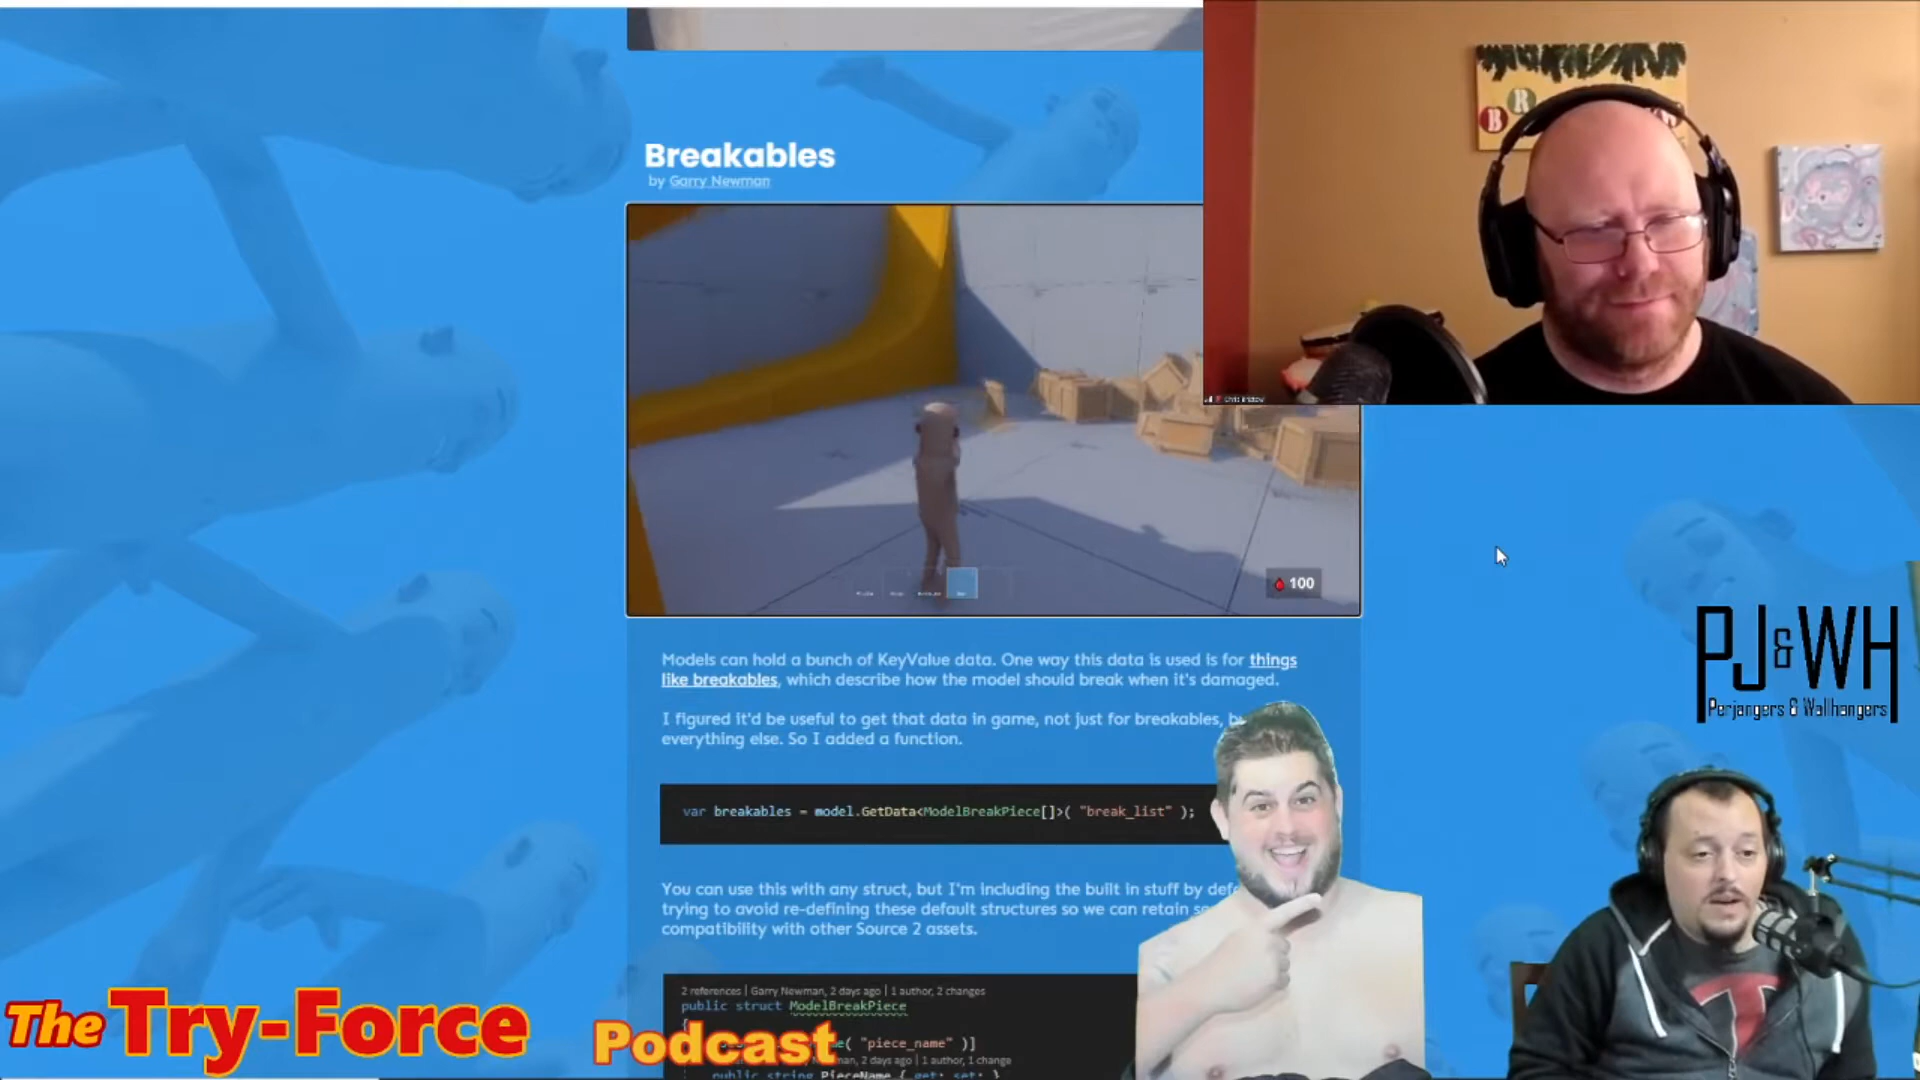 Breakables
by Garry Newman
B R
W
100
Models can hold a bunch of KeyValue data. One way this data is used is for things
like breakables, which describe how the model should break when it's damaged.
I figured it'd be useful to get that data in game, not just for breakables,
everything else. So I added a function.
var breakables = model.GetData<ModelBreakPiece[]>( "break_list" );
You can use this with any struct, but I'm including the built in stuff by
trying to avoid re-defining these default structures so we can retain
compatibility with other Source 2 assets.
2 references | Garry Newman, 2 days ago | 1 author, 2 changes
public struct ModelBreakPiece
{
( "piece_name" )]
2 days ago | 1 author, 1 change
public string PieceName { get; set; }
PJ&WH
Perjangers & Wallhangers
The Try-Force
Podcast